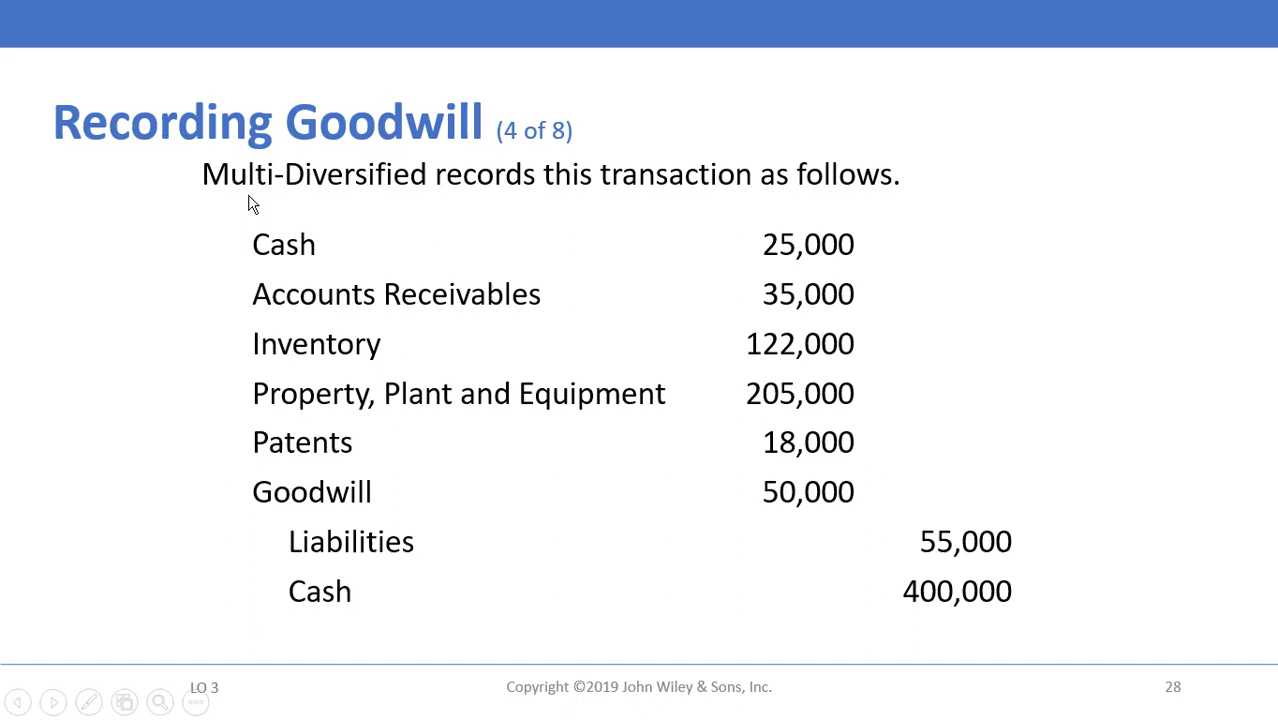 Recording Goodwill (4 of 8)
Multi-Diversified records this transaction as follows.
Cash 25,000
Accounts Receivables 35,000
Inventory 122,000
Property, Plant and Equipment 205,000
Patents 18,000
Goodwill 50,000
Liabilities 55,000
Cash 400,000
LO 3 Copyright ©2019 John Wiley & Sons, Inc. 28